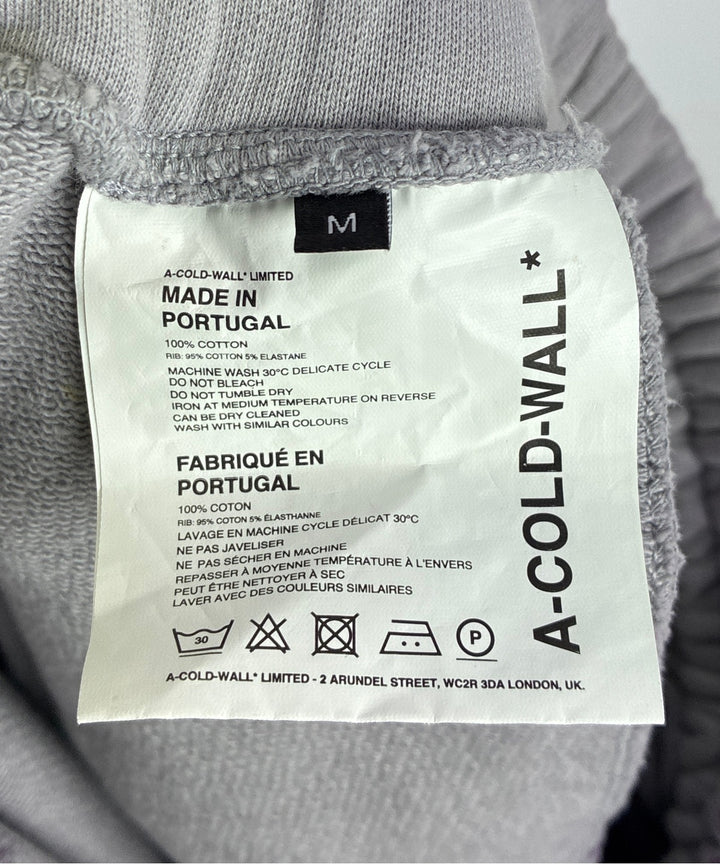 M
A-COLD-WALL* LIMITED
MADE IN
PORTUGAL
100% COTTON
RIB: 95% COTTON 5% ELASTANE
MACHINE WASH 30°C DELICATE CYCLE
DO NOT BLEACH
DO NOT TUMBLE DRY
IRON AT MEDIUM TEMPERATURE ON REVERSE
CAN BE DRY CLEANED
WASH WITH SIMILAR COLOURS
FABRIQUÉ EN
PORTUGAL
100% COTON
RIB: 95% COTON 5% ÉLASTHANNE
LAVAGE EN MACHINE CYCLE DÉLICAT 30°C
NE PAS JAVELISER
NE PAS SÉCHER EN MACHINE
REPASSER À MOYENNE TEMPÉRATURE À L'ENVERS
PEUT ÊTRE NETTOYER À SEC
LAVER AVEC DES COULEURS SIMILAIRES
30
P
A-COLD-WALL* LIMITED - 2 ARUNDEL STREET, WC2R 3DA LONDON, UK.
A-COLD-WALL*